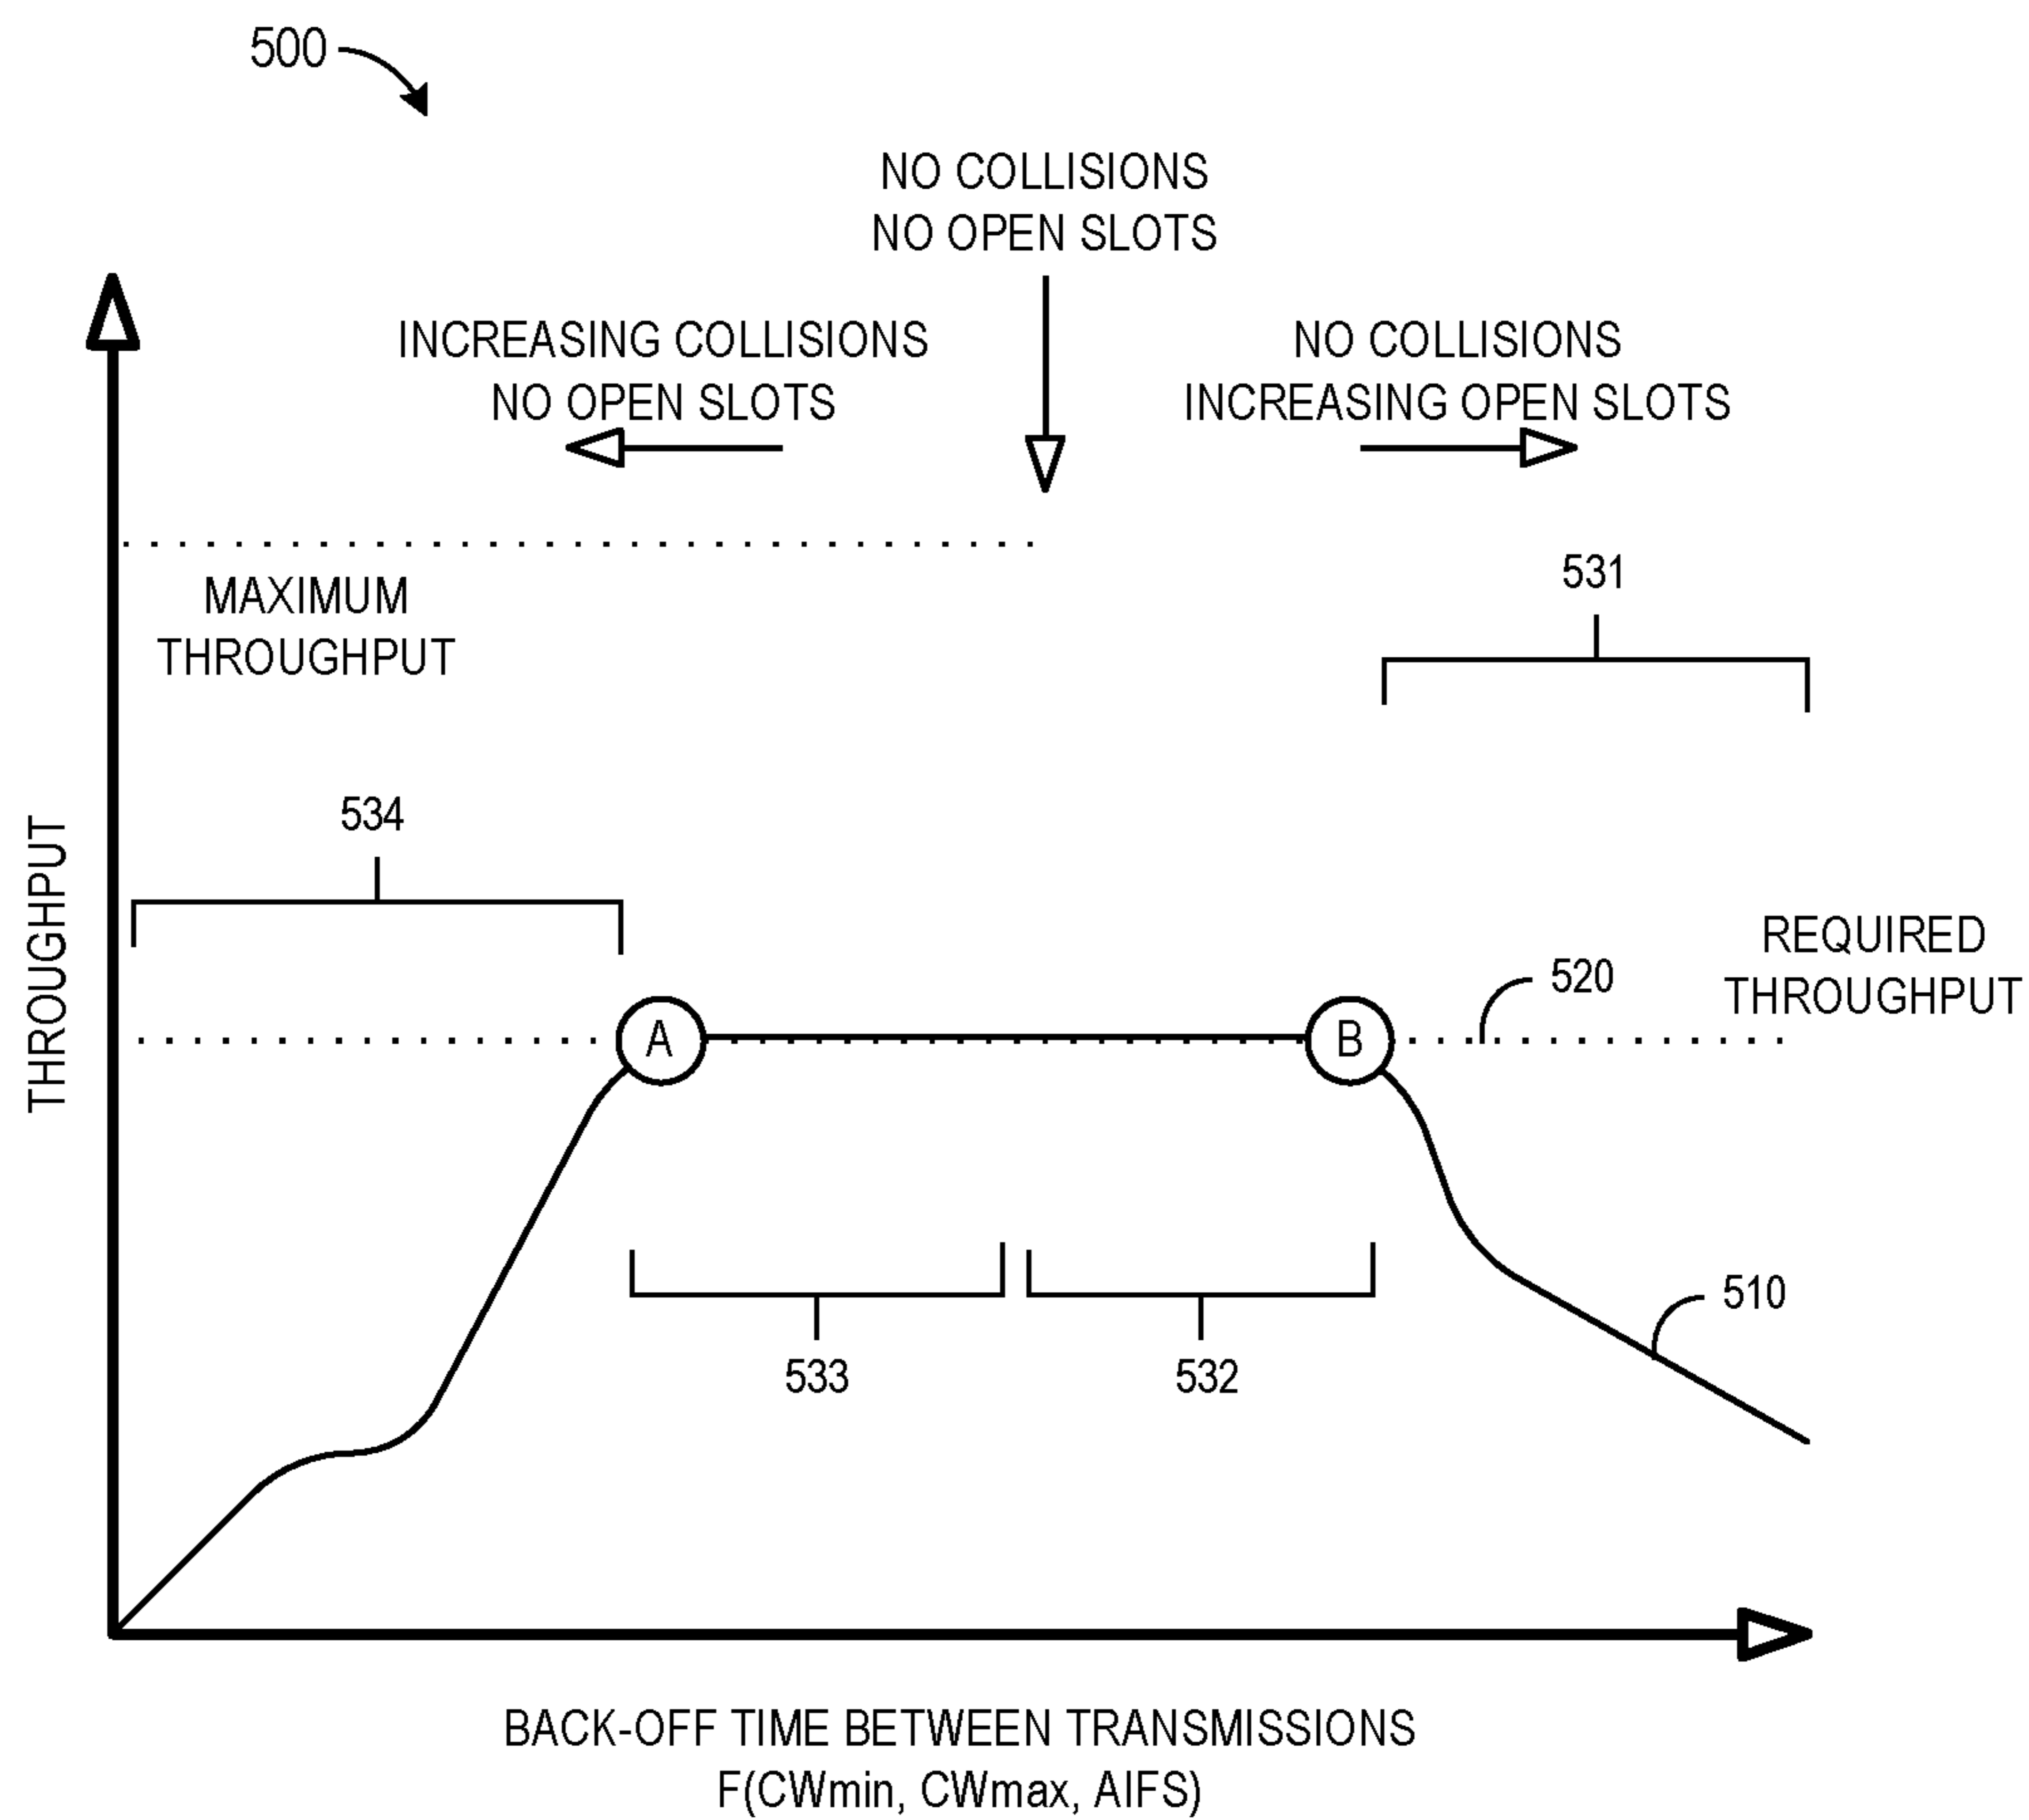 500
NO COLLISIONS
NO OPEN SLOTS
INCREASING COLLISIONS
NO OPEN SLOTS
NO COLLISIONS
INCREASING OPEN SLOTS
MAXIMUM
THROUGHPUT
531
534
THROUGHPUT
REQUIRED
THROUGHPUT
520
A
B
510
533
532
BACK-OFF TIME BETWEEN TRANSMISSIONS
F(CWmin, CWmax, AIFS)